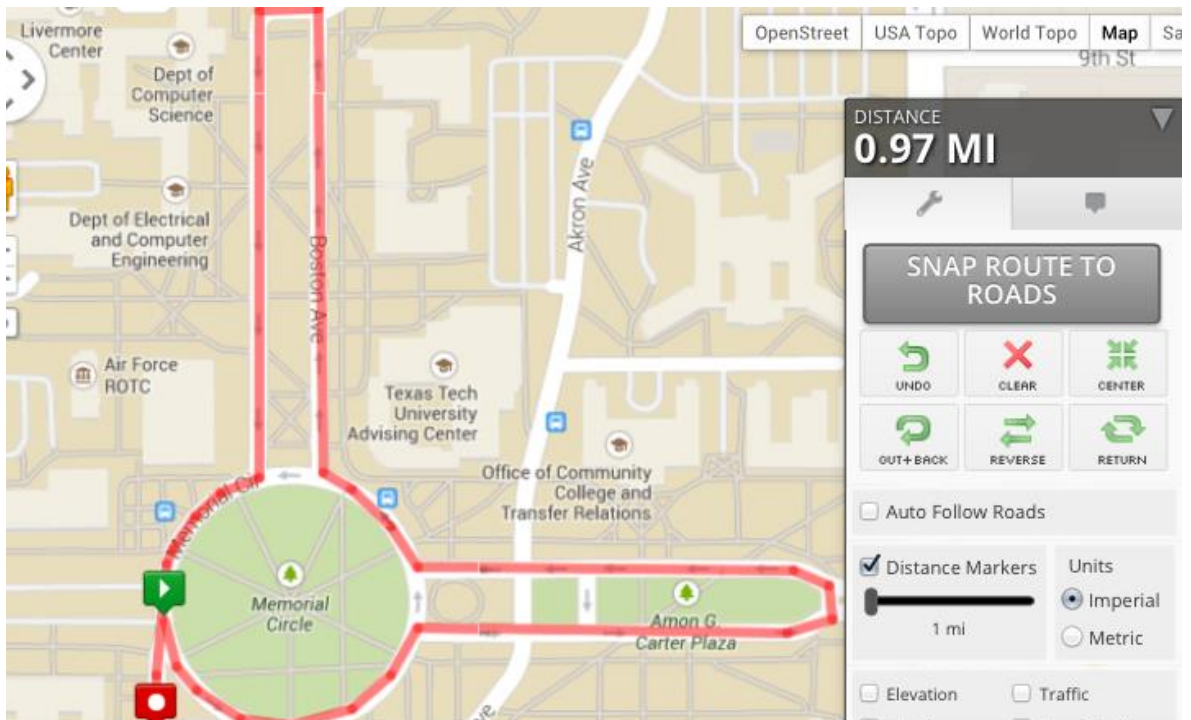 Livermore
Center
Dept of
Computer
Science
OpenStreet
USA Topo
World Topo
Map
9th St
DISTANCE
0.97 MI
Dept of Electrical
and Computer
Engineering
Boston Ave
Akron Ave
SNAP ROUTE TO
ROADS
UNDO
CLEAR
CENTER
OUT+BACK
REVERSE
RETURN
Air Force
ROTC
Texas Tech
University
Advising Center
Office of Community
College and
Transfer Relations
Memorial Cir
Memorial
Circle
Amon G.
Carter Plaza
Auto Follow Roads
Distance Markers
1 mi
Units
Imperial
Metric
Elevation
Traffic